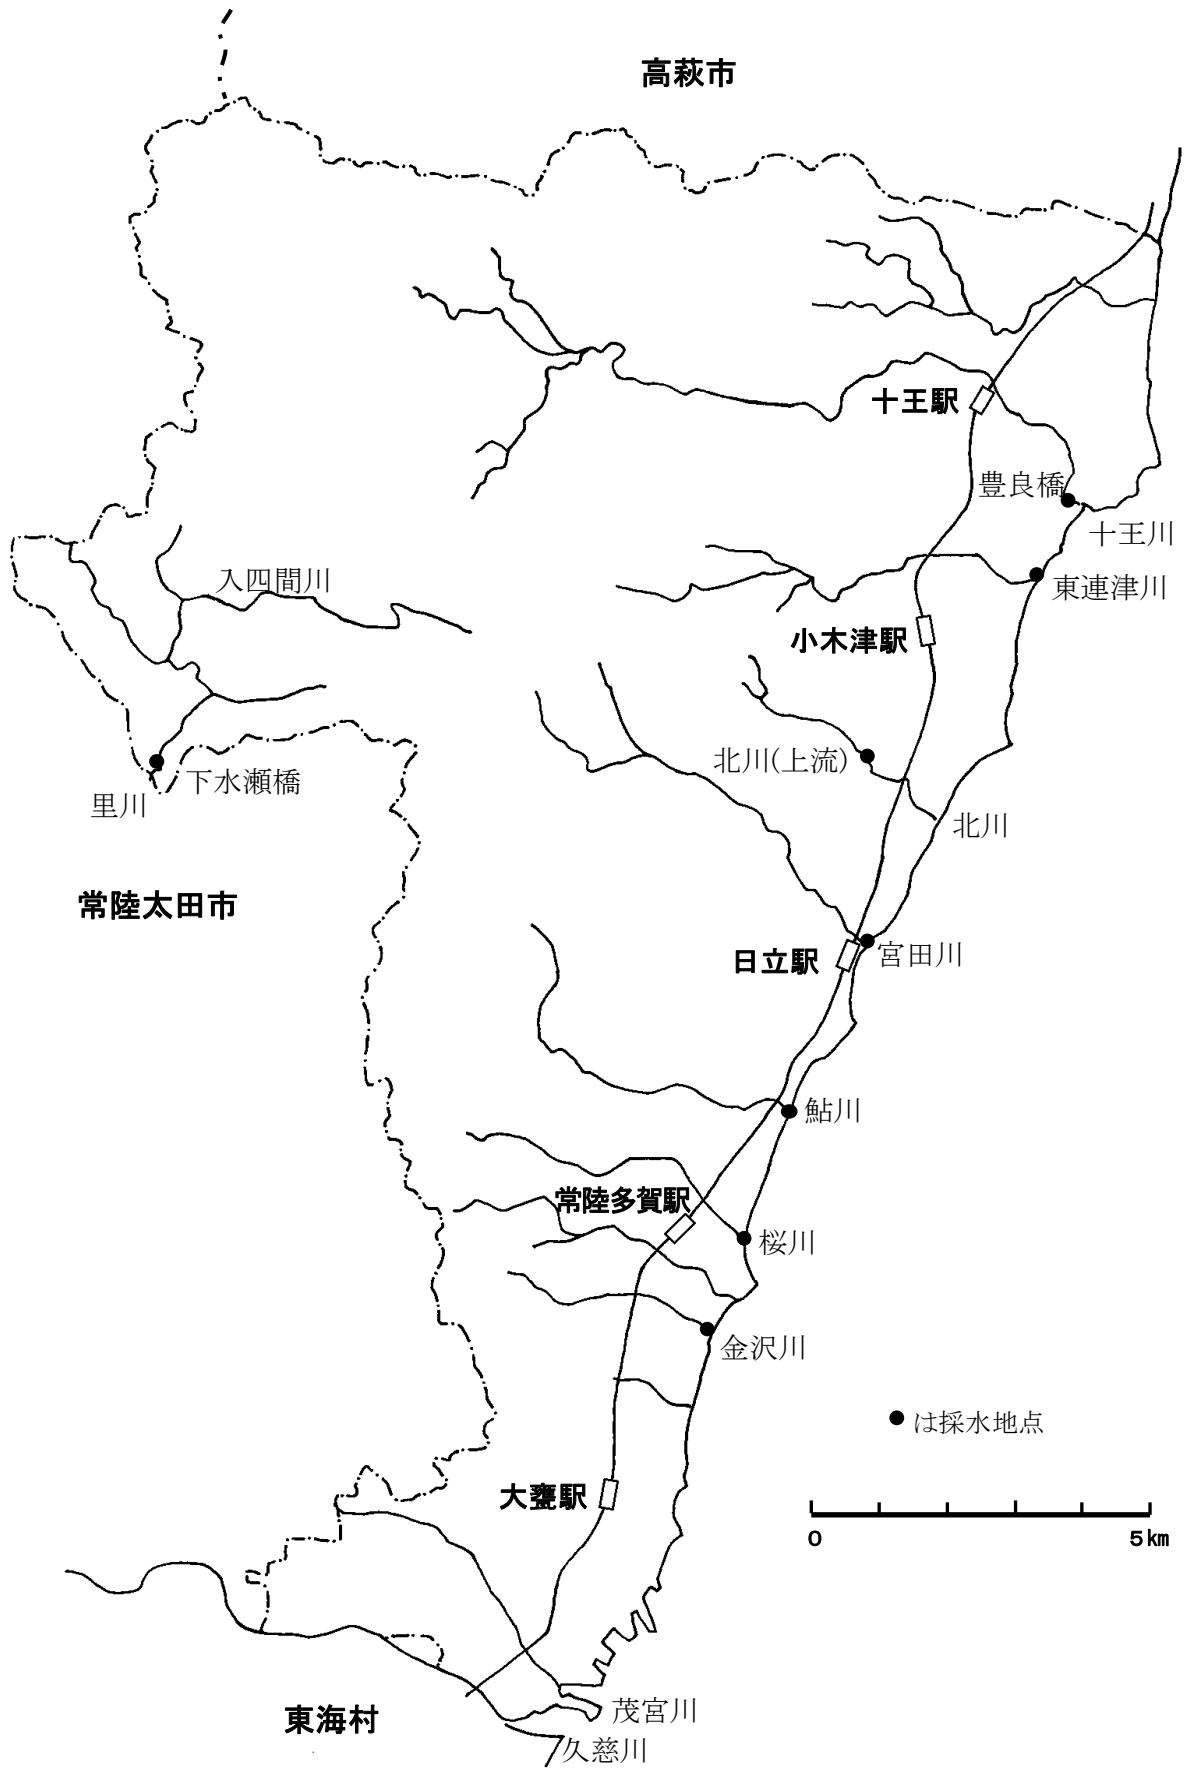 高萩市
十王駅
豊良橋
十王川
入四間川
東連津川
小木津駅
北川(上流)
下水瀬橋
里川
北川
常陸太田市
日立駅
宮田川
鮎川
常陸多賀駅
桜川
金沢川
●は採水地点
大甕駅
0 5km
茂宮川
東海村
久慈川